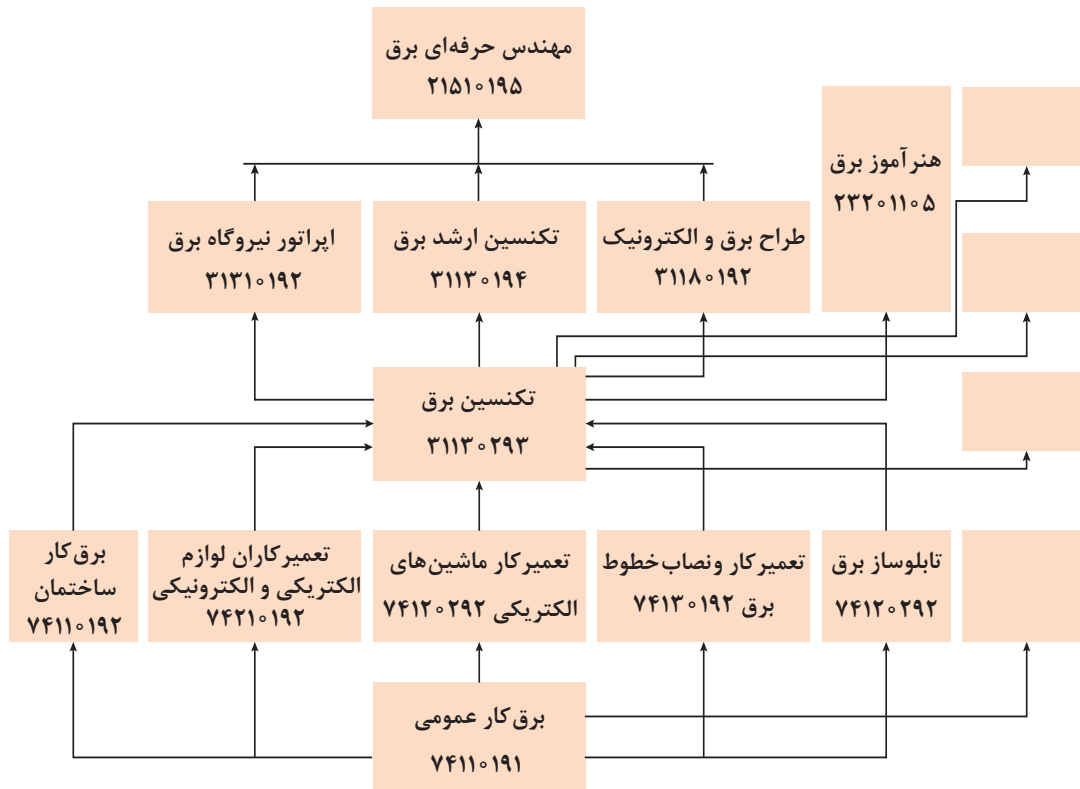 مهندس حرفه‌ای برق
۲۱۵۱۰۱۹۵
هنرآموز برق
۲۳۲۰۱۱۰۵
طراح برق و الکترونیک
۳۱۱۸۰۱۹۲
تکنسین ارشد برق
۳۱۱۳۰۱۹۴
اپراتور نیروگاه برق
۳۱۳۱۰۱۹۲
تکنسین برق
۳۱۱۳۰۲۹۳
تابلوساز برق
۷۴۱۲۰۲۹۲
تعمیرکار ونصاب خطوط
برق ۷۴۱۳۰۱۹۲
تعمیرکار ماشین‌های
الکتریکی ۷۴۱۲۰۲۹۲
تعمیرکاران لوازم
الکتریکی و الکترونیکی
۷۴۲۱۰۱۹۲
برق‌کار
ساختمان
۷۴۱۱۰۱۹۲
برق‌کار عمومی
۷۴۱۱۰۱۹۱